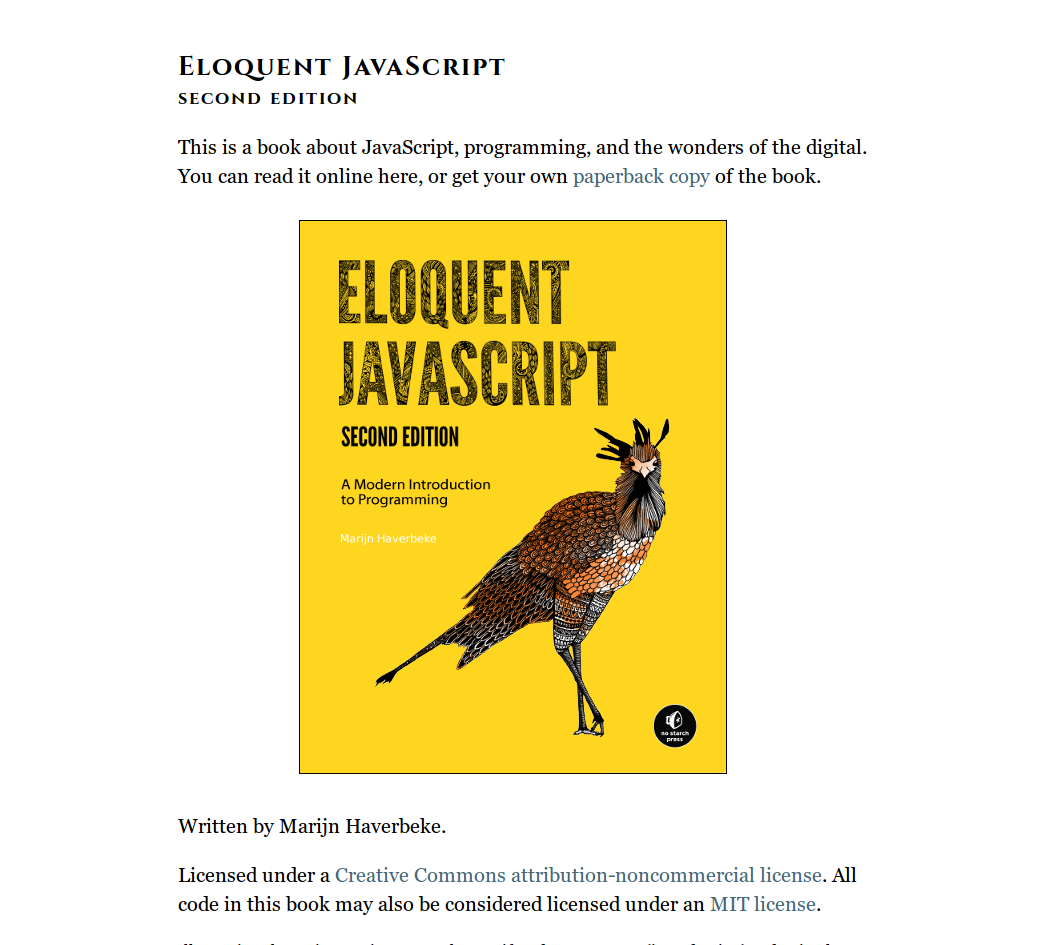 Eloquent JavaScript
second edition
This is a book about JavaScript, programming, and the wonders of the digital.
You can read it online here, or get your own paperback copy of the book.
ELOQUENT
JAVASCRIPT
SECOND EDITION
A Modern Introduction
to Programming
Marijn Haverbeke
no starch
press
Written by Marijn Haverbeke.
Licensed under a Creative Commons attribution-noncommercial license. All
code in this book may also be considered licensed under an MIT license.